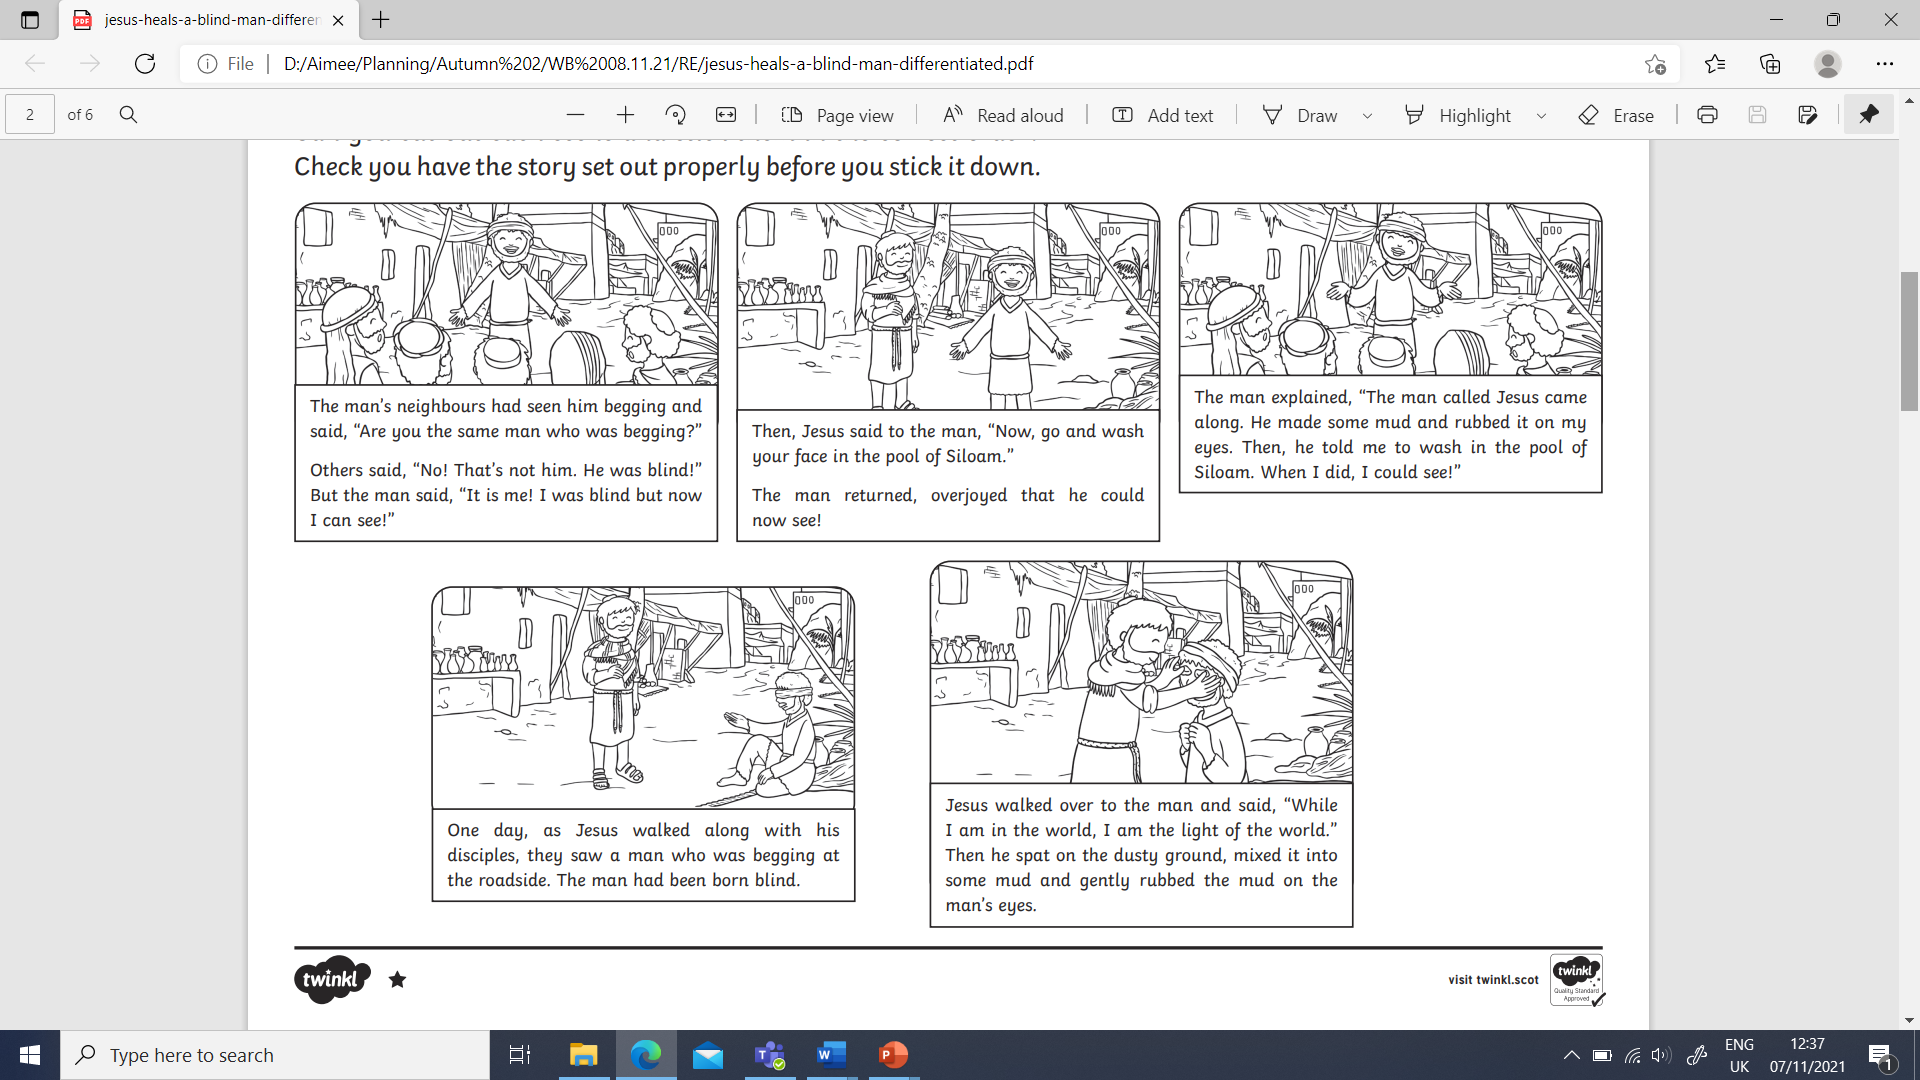 jesus-heals-a-blind-man-differen
File
D:/Aimee/Planning/Autumn%202/WB%2008.11.21/RE/jesus-heals-a-blind-man-differentiated.pdf
2 of 6 Page view Read aloud Add text Draw Highlight Erase
Check you have the story set out properly before you stick it down.
The man's neighbours had seen him begging and
said, “Are you the same man who was begging?”
Others said, “No! That's not him. He was blind!”
But the man said, “It is me! I was blind but now
I can see!”
Then, Jesus said to the man, “Now, go and wash
your face in the pool of Siloam.”
The man returned, overjoyed that he could
now see!
The man explained, “The man called Jesus came
along. He made some mud and rubbed it on my
eyes. Then, he told me to wash in the pool of
Siloam. When I did, I could see!”
One day, as Jesus walked along with his
disciples, they saw a man who was begging at
the roadside. The man had been born blind.
Jesus walked over to the man and said, “While
I am in the world, I am the light of the world.”
Then he spat on the dusty ground, mixed it into
some mud and gently rubbed the mud on the
man's eyes.
twinkl
visit twinkl.scot
twinkl
Quality Standard
Approved
Type here to search
ENG
UK
12:37
07/11/2021
1